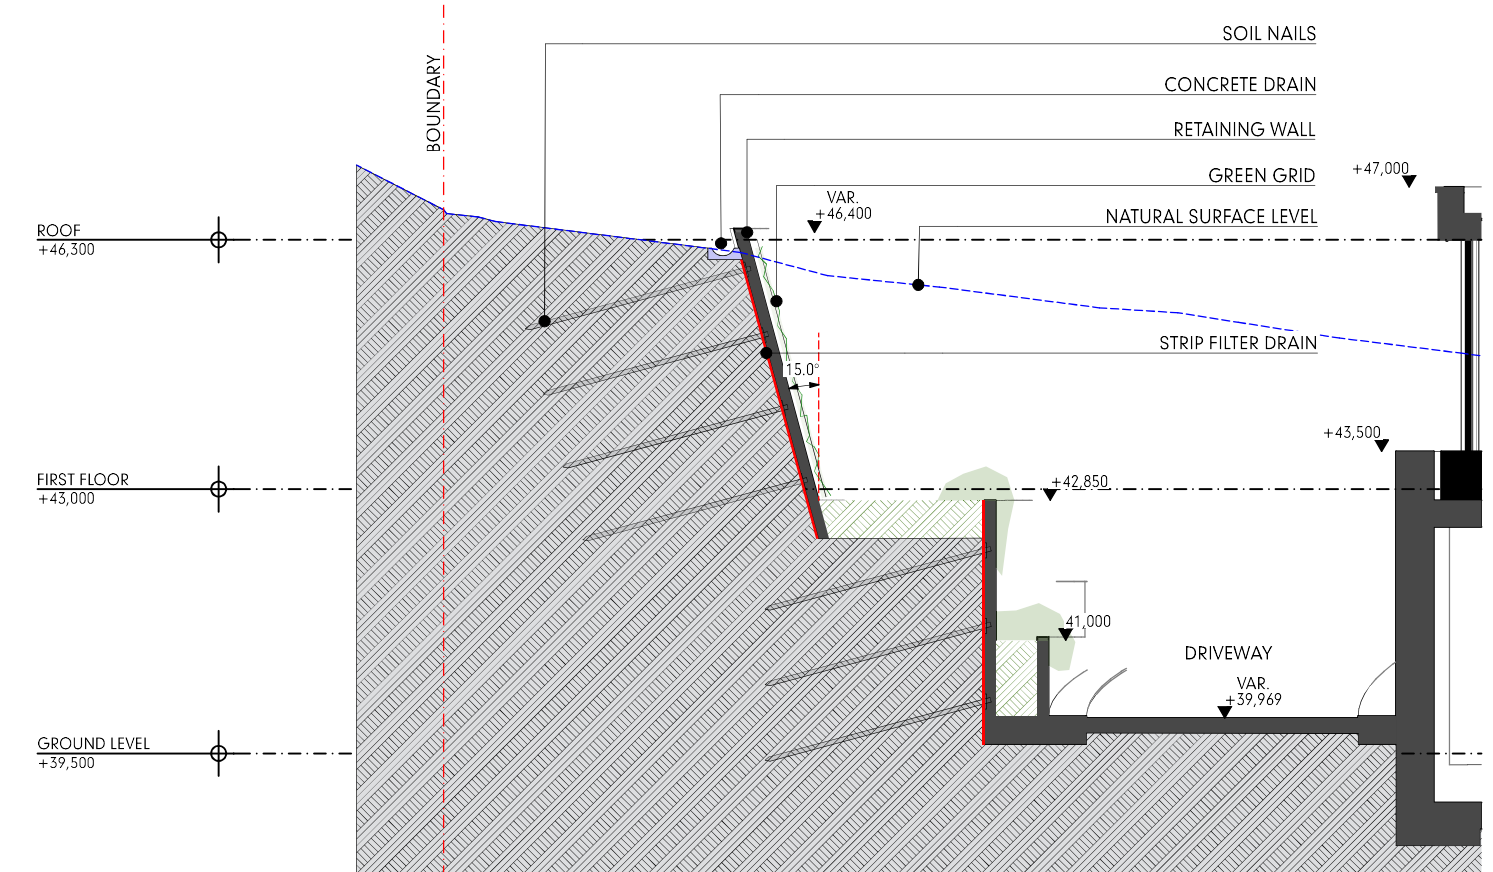 SOIL NAILS
BOUNDARY
CONCRETE DRAIN
RETAINING WALL
GREEN GRID
+47,000
VAR.
+46,400
NATURAL SURFACE LEVEL
ROOF
+46,300
STRIP FILTER DRAIN
15.0°
+43,500
FIRST FLOOR
+43,000
+42,850
41,000
DRIVEWAY
VAR.
+39,969
GROUND LEVEL
+39,500